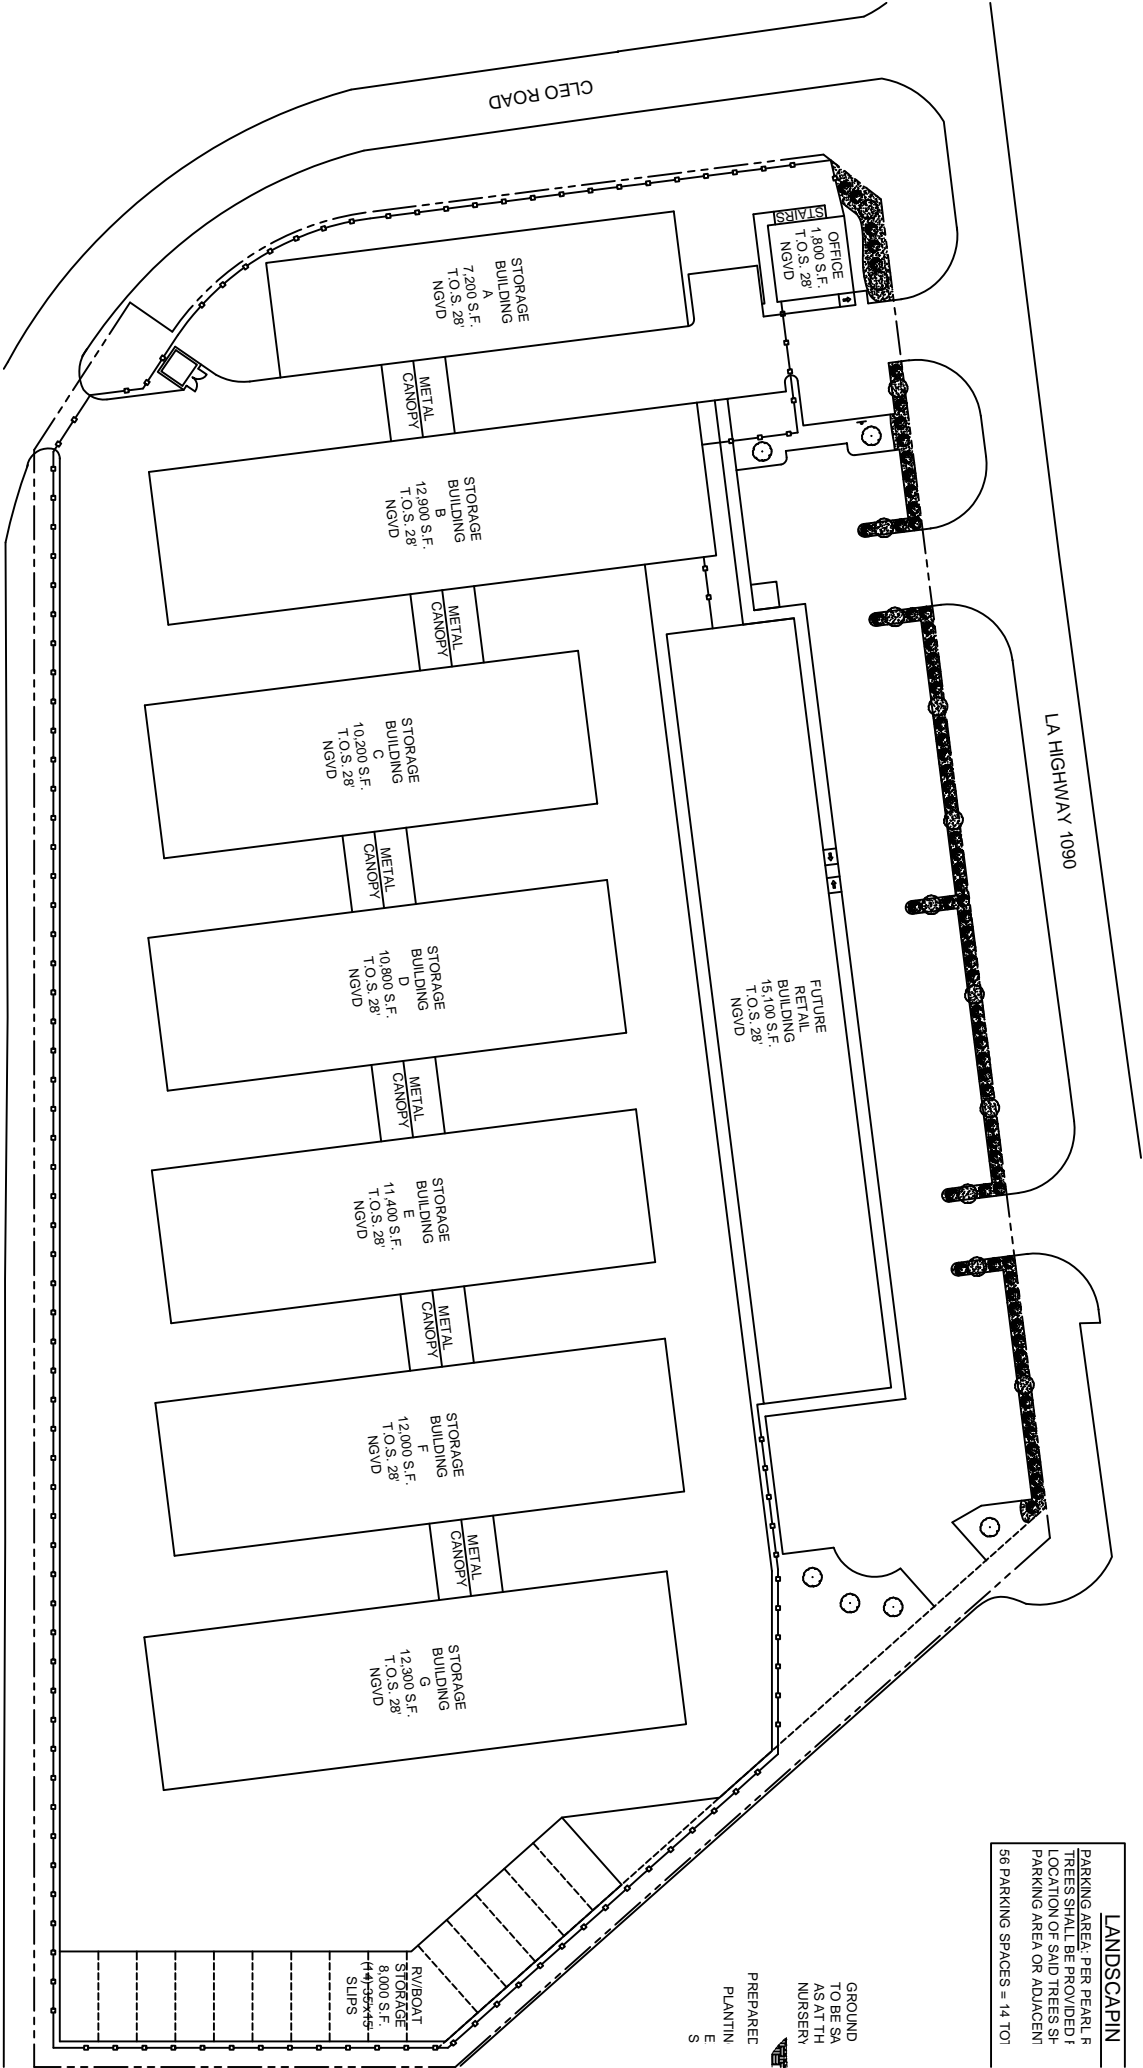 CLEO ROAD
LA HIGHWAY 1090
STAIRS
OFFICE
1,800 S.F.
T.O.S. 28'
NGVD
STORAGE
BUILDING
A
7,200 S.F.
T.O.S. 28'
NGVD
METAL
CANOPY
STORAGE
BUILDING
B
12,900 S.F.
T.O.S. 28'
NGVD
METAL
CANOPY
STORAGE
BUILDING
C
10,200 S.F.
T.O.S. 28'
NGVD
METAL
CANOPY
STORAGE
BUILDING
D
10,800 S.F.
T.O.S. 28'
NGVD
METAL
CANOPY
STORAGE
BUILDING
E
11,400 S.F.
T.O.S. 28'
NGVD
METAL
CANOPY
STORAGE
BUILDING
F
12,000 S.F.
T.O.S. 28'
NGVD
METAL
CANOPY
STORAGE
BUILDING
G
12,300 S.F.
T.O.S. 28'
NGVD
FUTURE
RETAIL
BUILDING
15,100 S.F.
T.O.S. 28'
NGVD
RV/BOAT
STORAGE
8,000 S.F.
(14) 35'x15'
SLIPS
LANDSCAPIN
PARKING AREA: PER PEARL R
TREES SHALL BE PROVIDED F
LOCATION OF SAID TREES SH
PARKING AREA OR ADJACENT
56 PARKING SPACES = 14 TOT
GROUND
TO BE SA
AS AT TH
NURSERY
PREPARED
PLANTIN
E
S